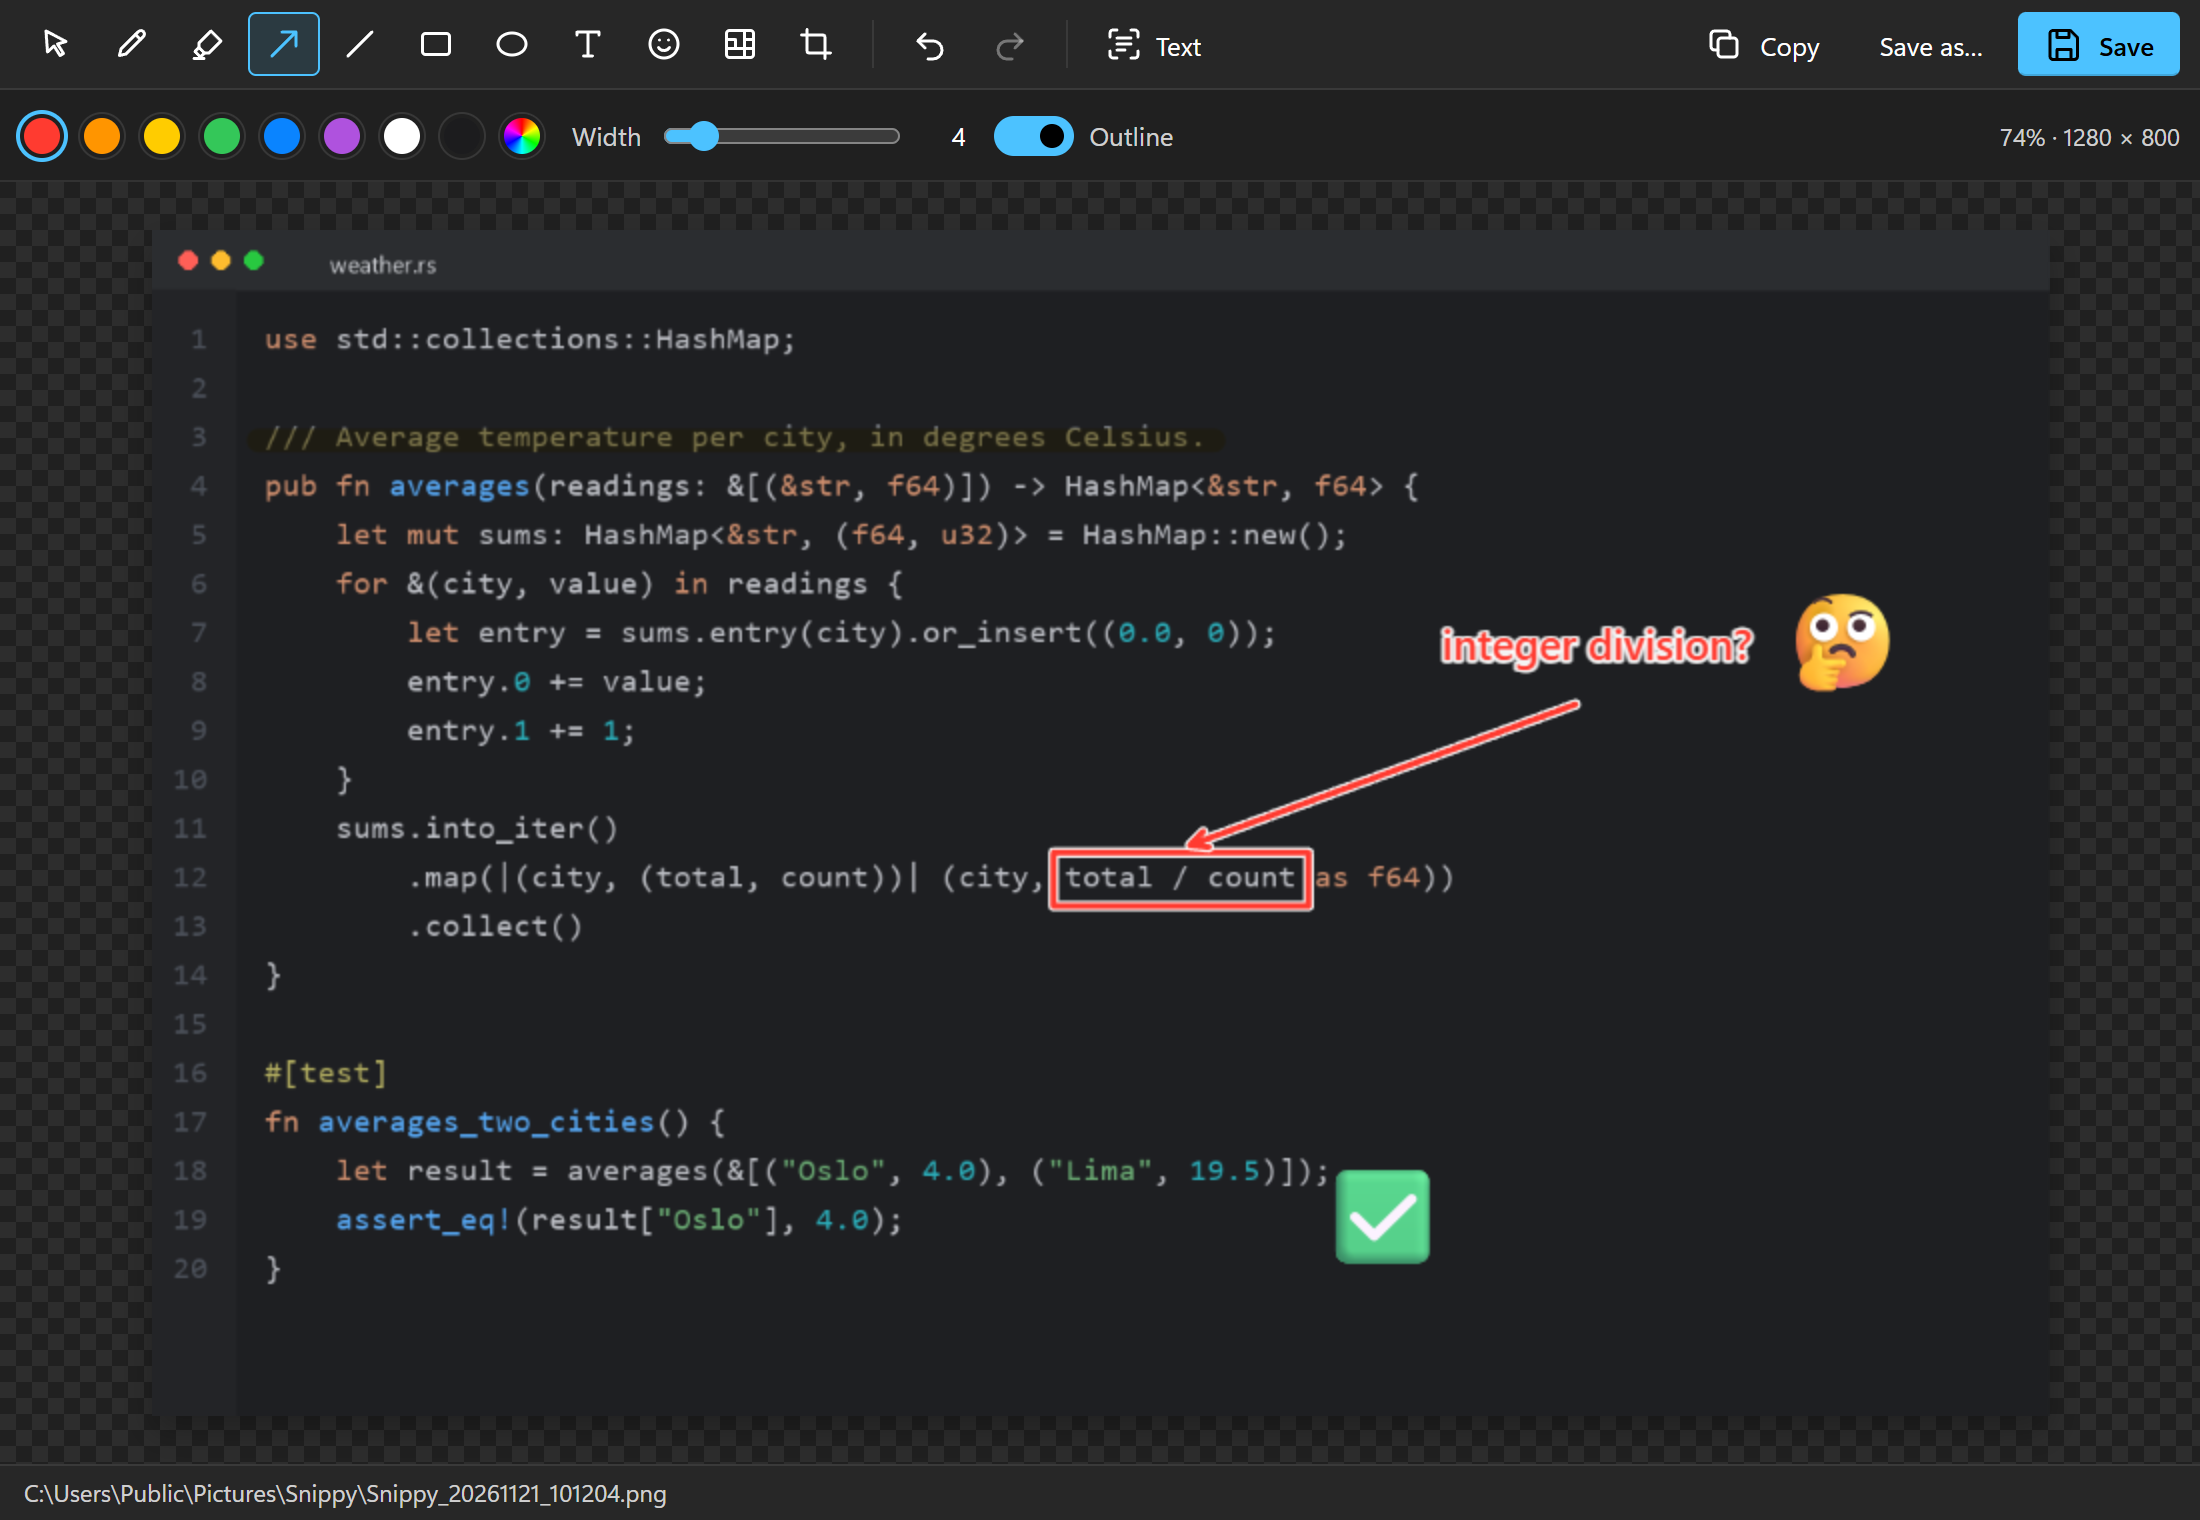 Text
Copy
Save as...
Save
Width
4
Outline
74% · 1280 × 800
weather.rs
1 use std::collections::HashMap;
2
3 /// Average temperature per city, in degrees Celsius.
4 pub fn averages(readings: &[(&str, f64)]) -> HashMap<&str, f64> {
5 let mut sums: HashMap<&str, (f64, u32)> = HashMap::new();
6 for &(city, value) in readings {
7 let entry = sums.entry(city).or_insert((0.0, 0));
integer division?
8 entry.0 += value;
9 entry.1 += 1;
10 }
11 sums.into_iter()
12 .map(|(city, (total, count))| (city, total / count as f64))
13 .collect()
14 }
15
16 #[test]
17 fn averages_two_cities() {
18 let result = averages(&[("Oslo", 4.0), ("Lima", 19.5)]);
19 assert_eq!(result["Oslo"], 4.0);
20 }
C:\Users\Public\Pictures\Snippy\Snippy_20261121_101204.png